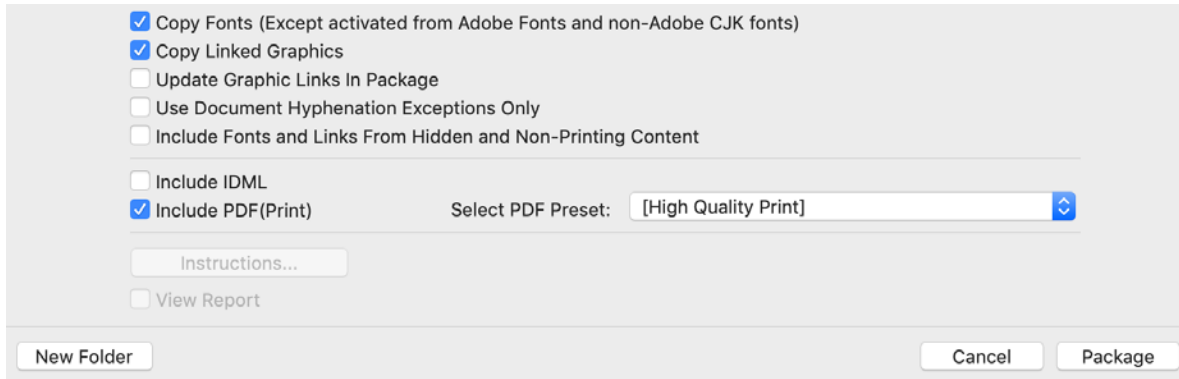 Copy Fonts (Except activated from Adobe Fonts and non-Adobe CJK fonts)
Copy Linked Graphics
Update Graphic Links In Package
Use Document Hyphenation Exceptions Only
Include Fonts and Links From Hidden and Non-Printing Content
Include IDML
Include PDF(Print) Select PDF Preset: [High Quality Print]
Instructions...
View Report
New Folder Cancel Package